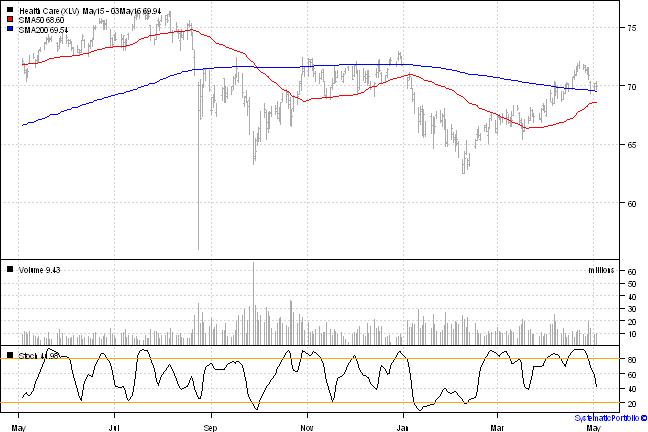 Health Care (XLV) May15 - 03May16 69.94
SMA50 68.60
SMA200 69.54
75
70
65
60
Volume 9.43
millions
60
50
40
30
20
10
80
60
40
20
May
Jul
Sep
Nov
Jan
Mar
May
SystematicPortfolio ©